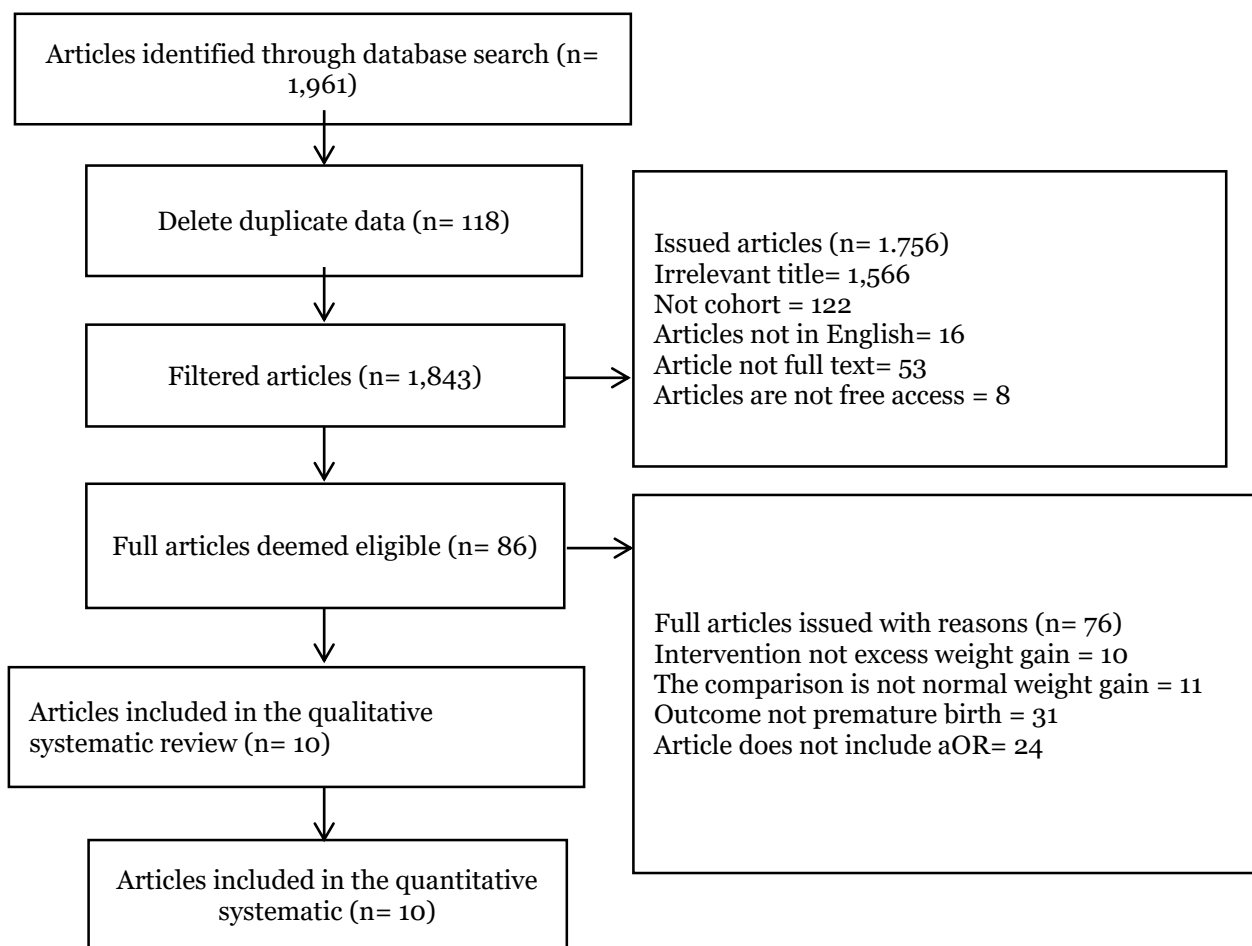 Articles identified through database search (n=
1,961)
Delete duplicate data (n= 118)
Filtered articles (n= 1,843)
Issued articles (n= 1.756)
Irrelevant title= 1,566
Not cohort = 122
Articles not in English= 16
Article not full text= 53
Articles are not free access = 8
Full articles deemed eligible (n= 86)
Full articles issued with reasons (n= 76)
Intervention not excess weight gain = 10
The comparison is not normal weight gain = 11
Outcome not premature birth = 31
Article does not include aOR= 24
Articles included in the qualitative
systematic review (n= 10)
Articles included in the quantitative
systematic (n= 10)